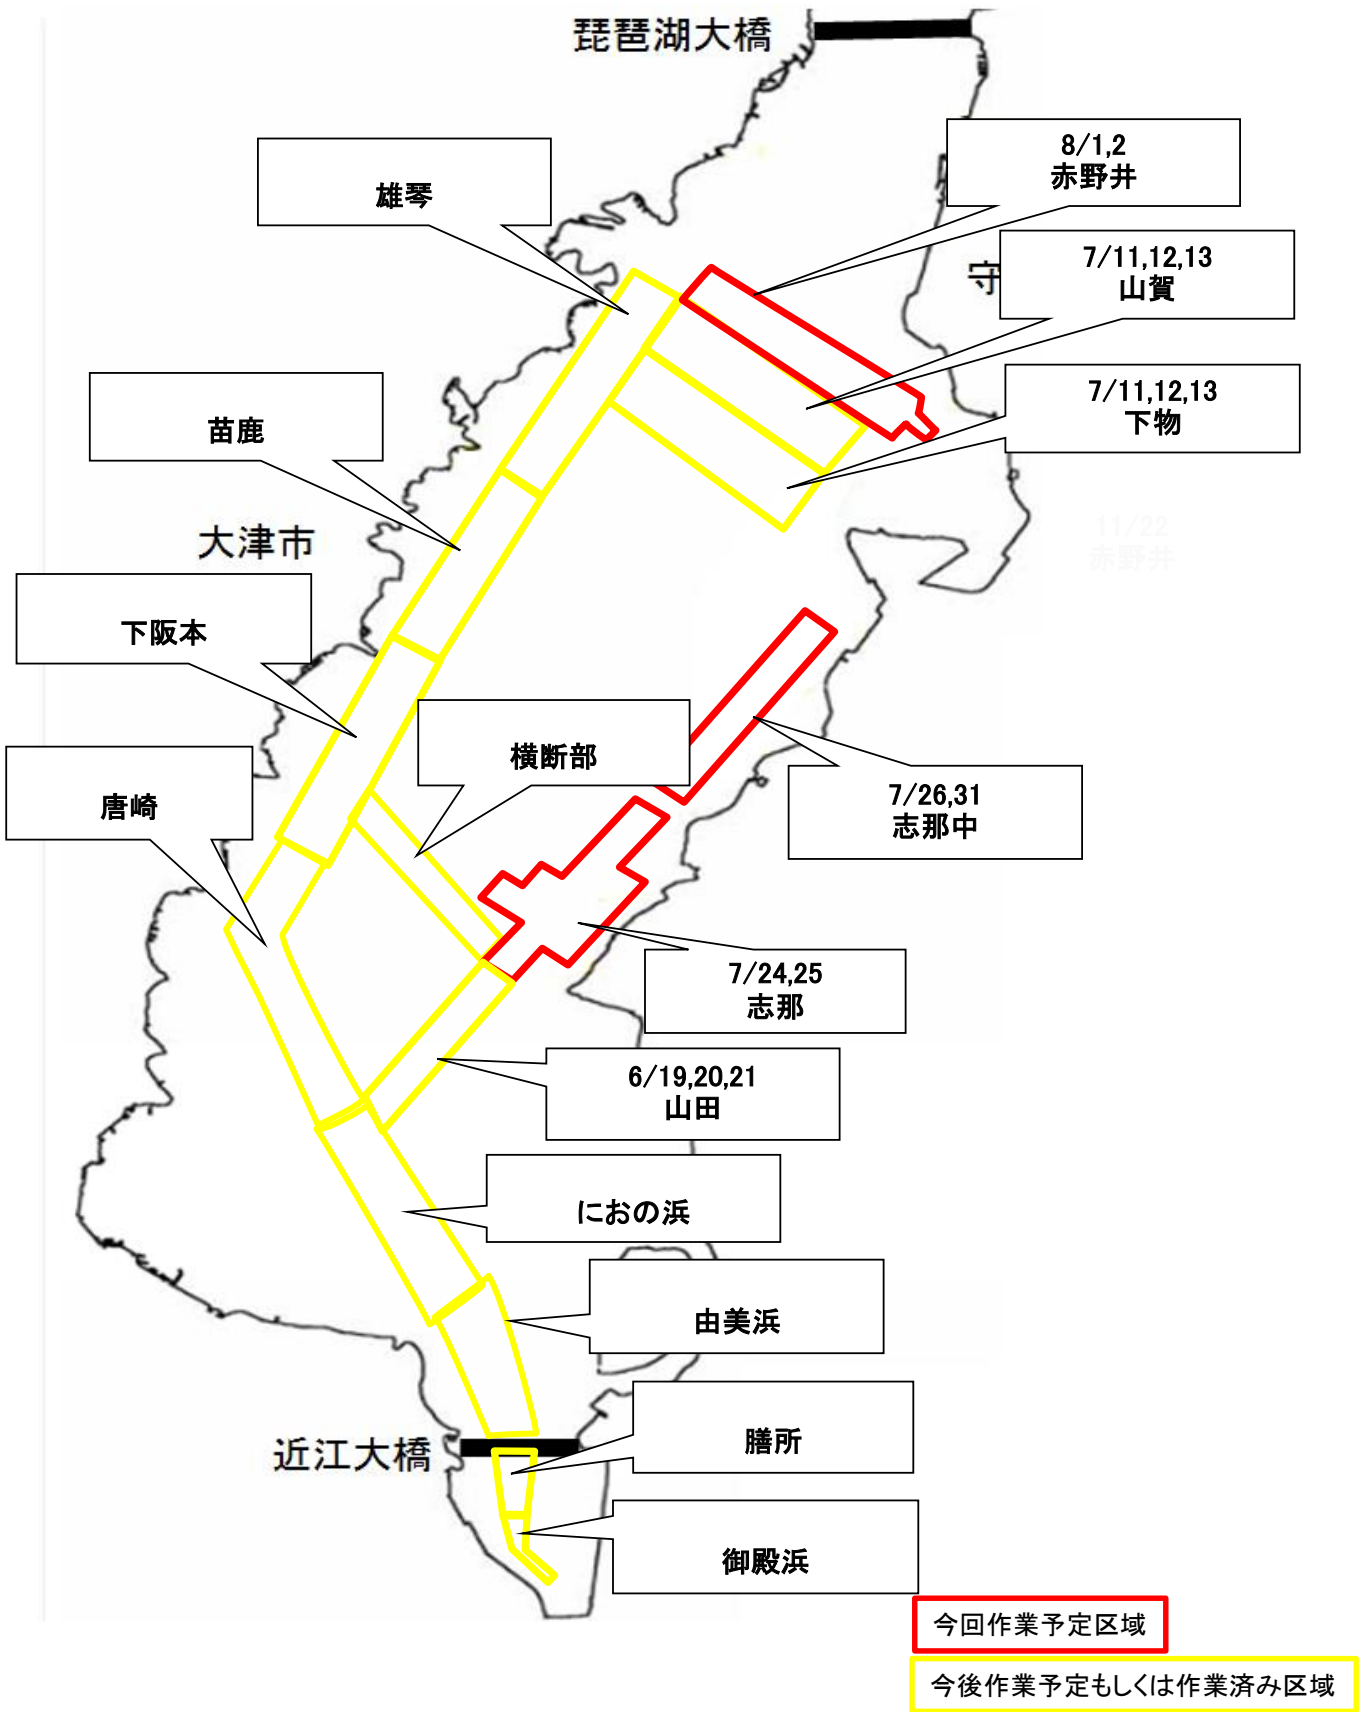 琵琶湖大橋
8/1,2
赤野井
雄琴
守
7/11,12,13
山賀
7/11,12,13
下物
苗鹿
大津市
11/22
赤野井
下阪本
横断部
唐崎
7/26,31
志那中
7/24,25
志那
6/19,20,21
山田
におの浜
由美浜
膳所
近江大橋
御殿浜
今回作業予定区域
今後作業予定もしくは作業済み区域